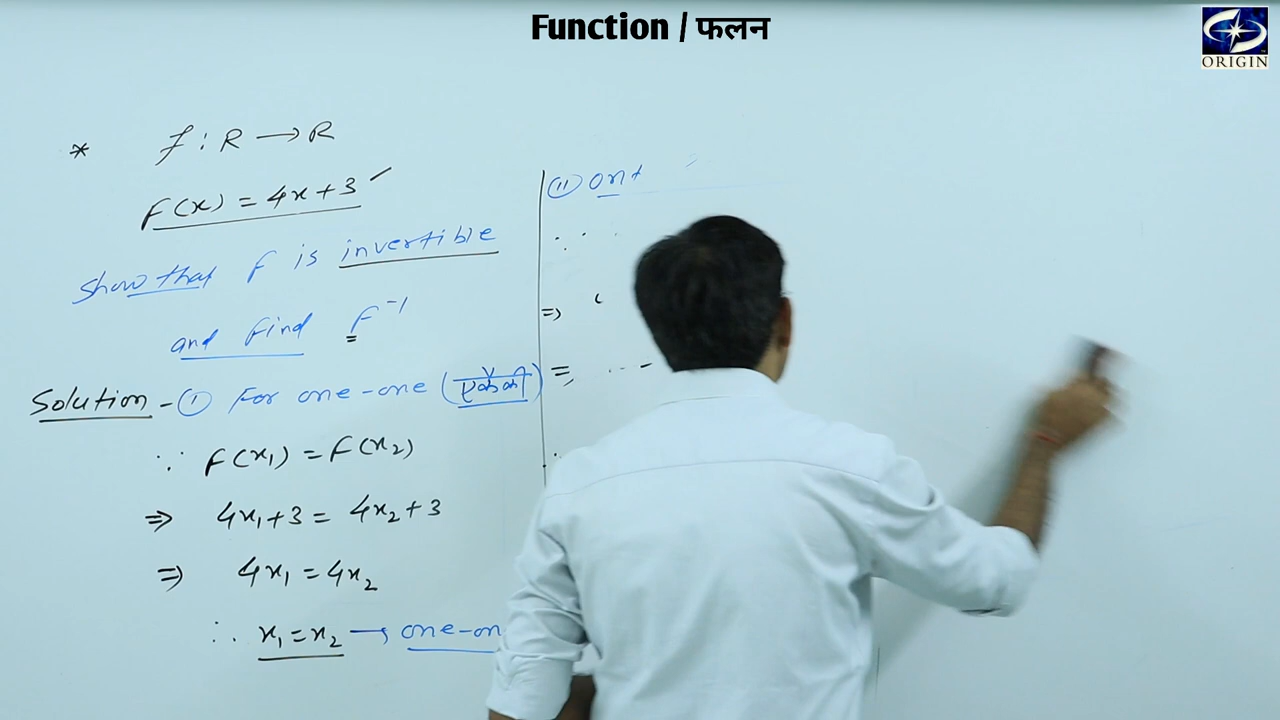 Function / फलन
ORIGIN
* f : R → R
F(x) = 4x+3
Show that f is invertible
and find f⁻¹
Solution - (i) For one-one (एकैकी)
∵ F(x₁) = F(x₂)
⇒ 4x₁+3 = 4x₂+3
⇒ 4x₁ = 4x₂
∴ x₁ = x₂ → one-on
(ii) ont
∵
⇒
⇒